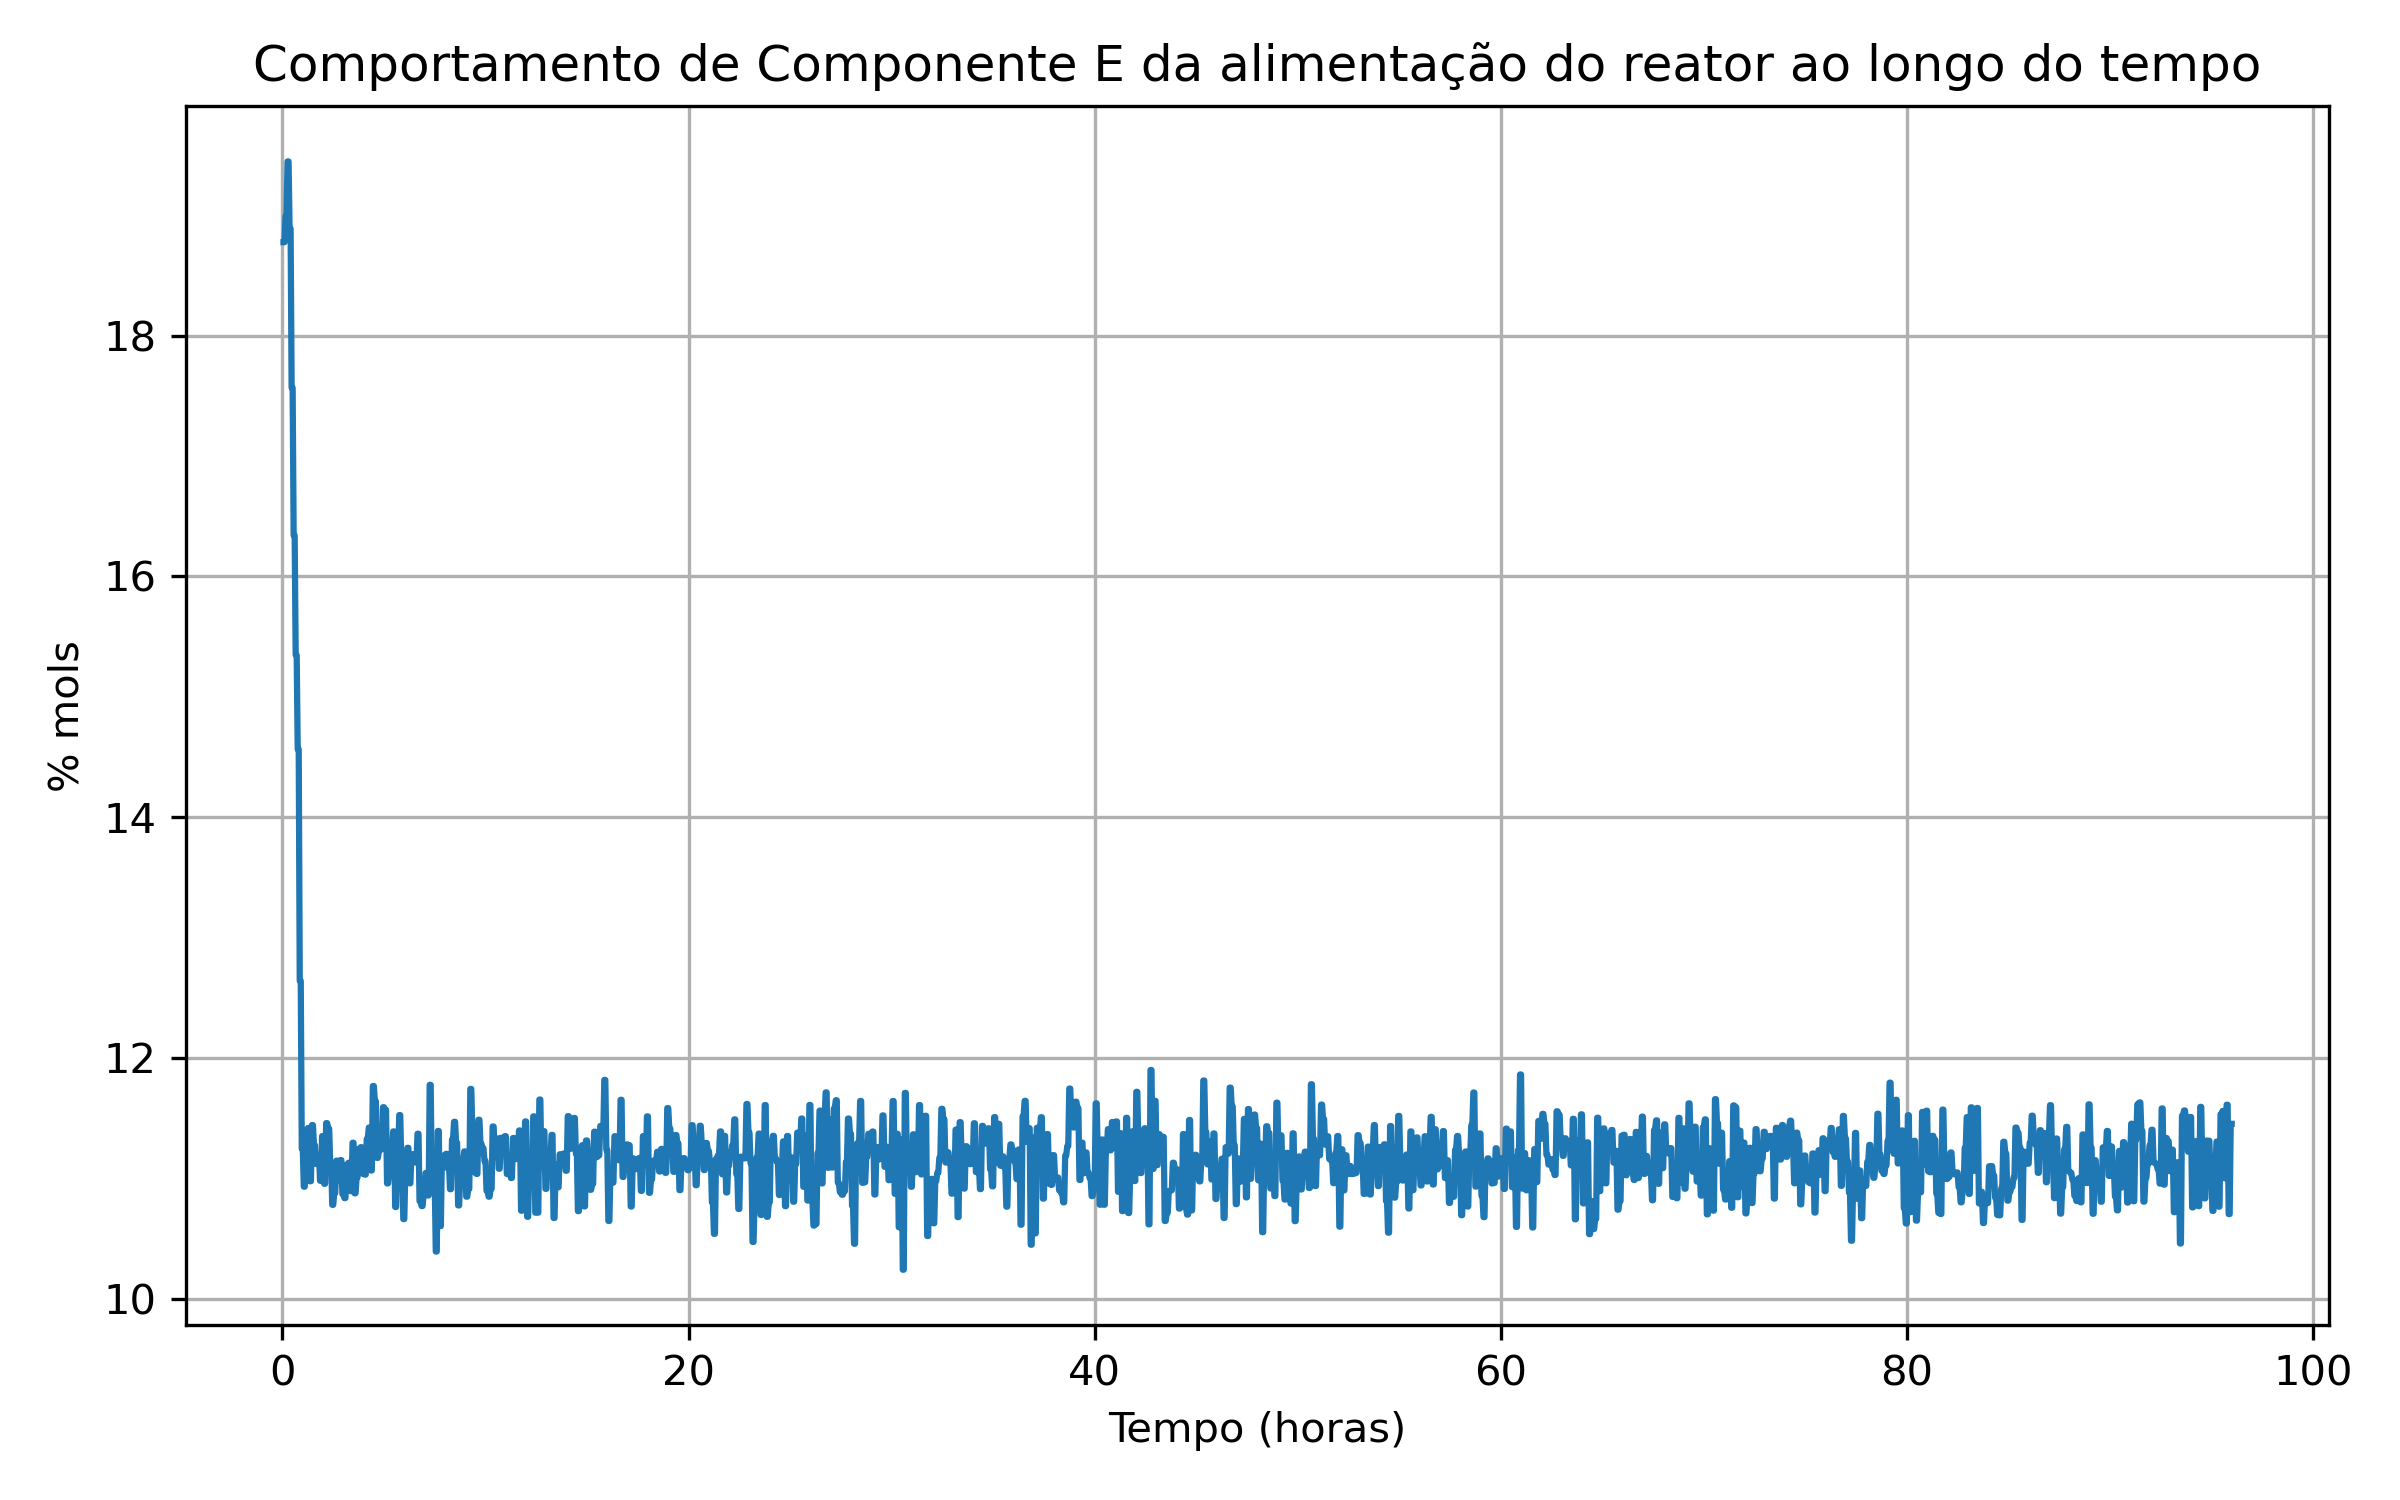 Comportamento de Componente E da alimentação do reator ao longo do tempo
% mols
18
16
14
12
10
0 20 40 60 80 100
Tempo (horas)